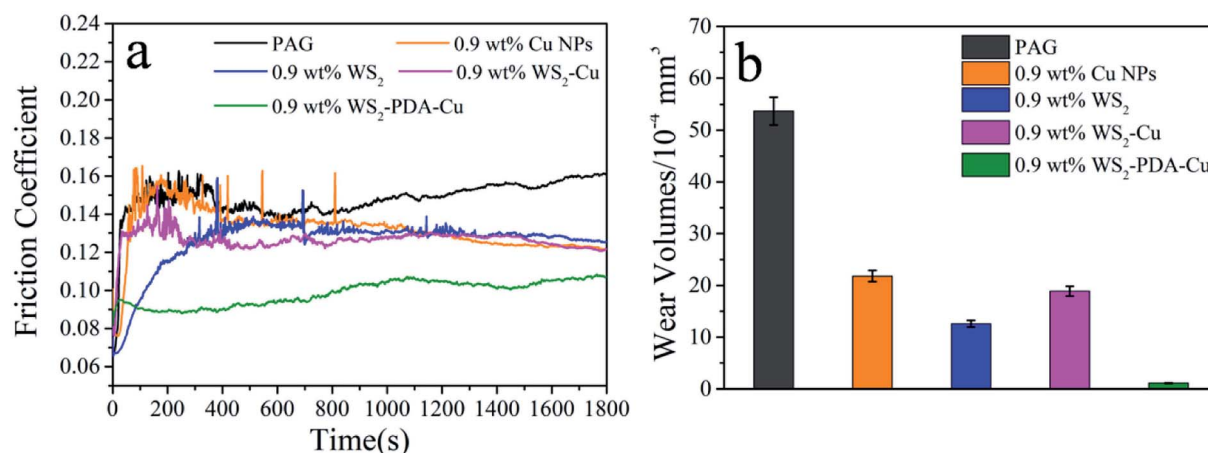 a
PAG
0.9 wt% Cu NPs
0.9 wt% WS₂
0.9 wt% WS₂-Cu
0.9 wt% WS₂-PDA-Cu
Friction Coefficient
0.24
0.22
0.20
0.18
0.16
0.14
0.12
0.10
0.08
0.06
0 200 400 600 800 1000 1200 1400 1600 1800
Time(s)
b
PAG
0.9 wt% Cu NPs
0.9 wt% WS₂
0.9 wt% WS₂-Cu
0.9 wt% WS₂-PDA-Cu
Wear Volumes/10⁻⁴ mm³
70
60
50
40
30
20
10
0